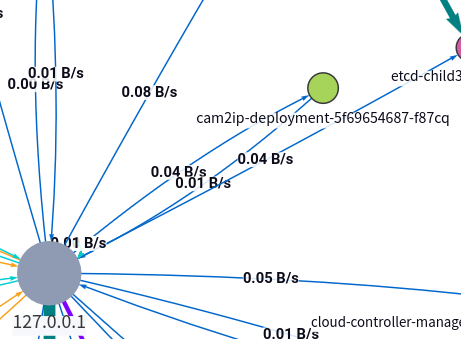 s
0.01 B/s
0.00 B/s
0.08 B/s
etcd-child3
cam2ip-deployment-5f69654687-f87cq
0.04 B/s
0.04 B/s
0.01 B/s
0.01 B/s
0.05 B/s
127.0.0.1
cloud-controller-manage
0.01 B/s